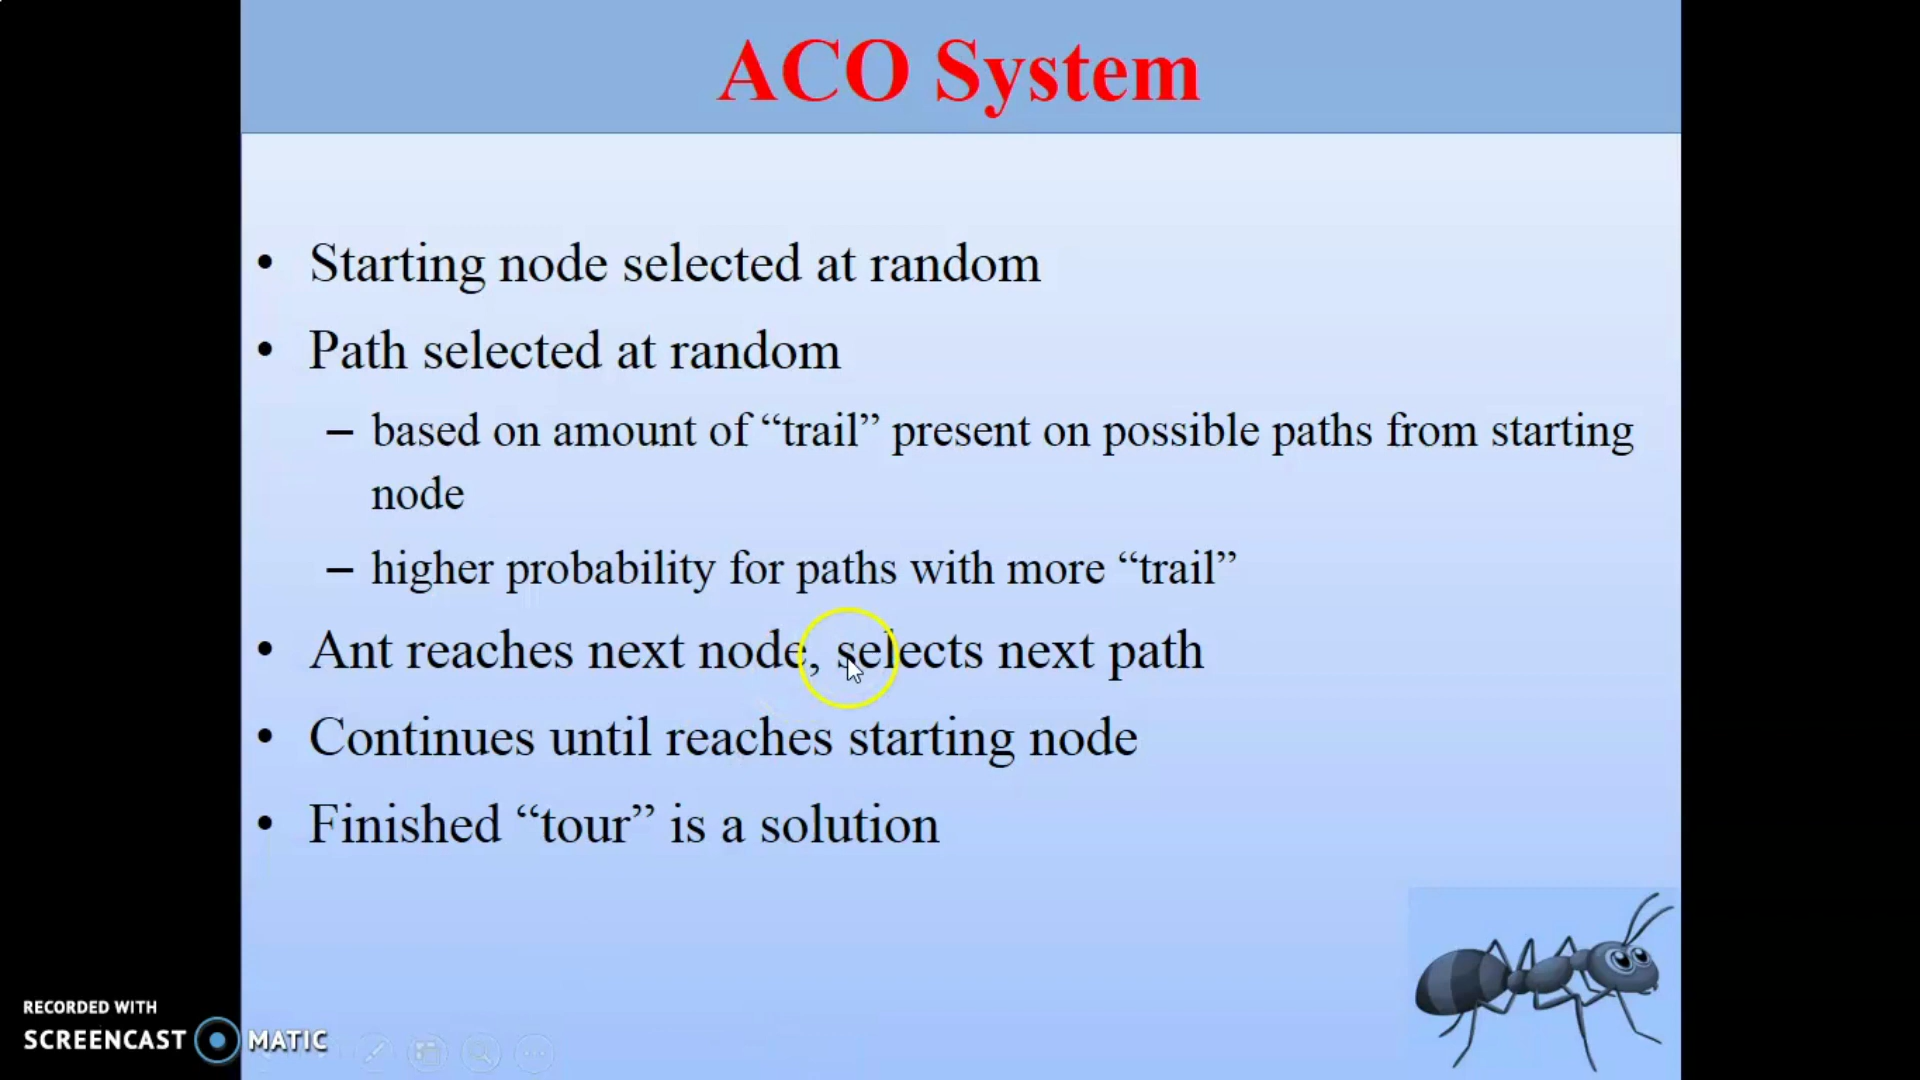 ACO System
• Starting node selected at random
• Path selected at random
– based on amount of “trail” present on possible paths from starting
node
– higher probability for paths with more “trail”
• Ant reaches next node, selects next path
• Continues until reaches starting node
• Finished “tour” is a solution
RECORDED WITH
SCREENCAST MATIC